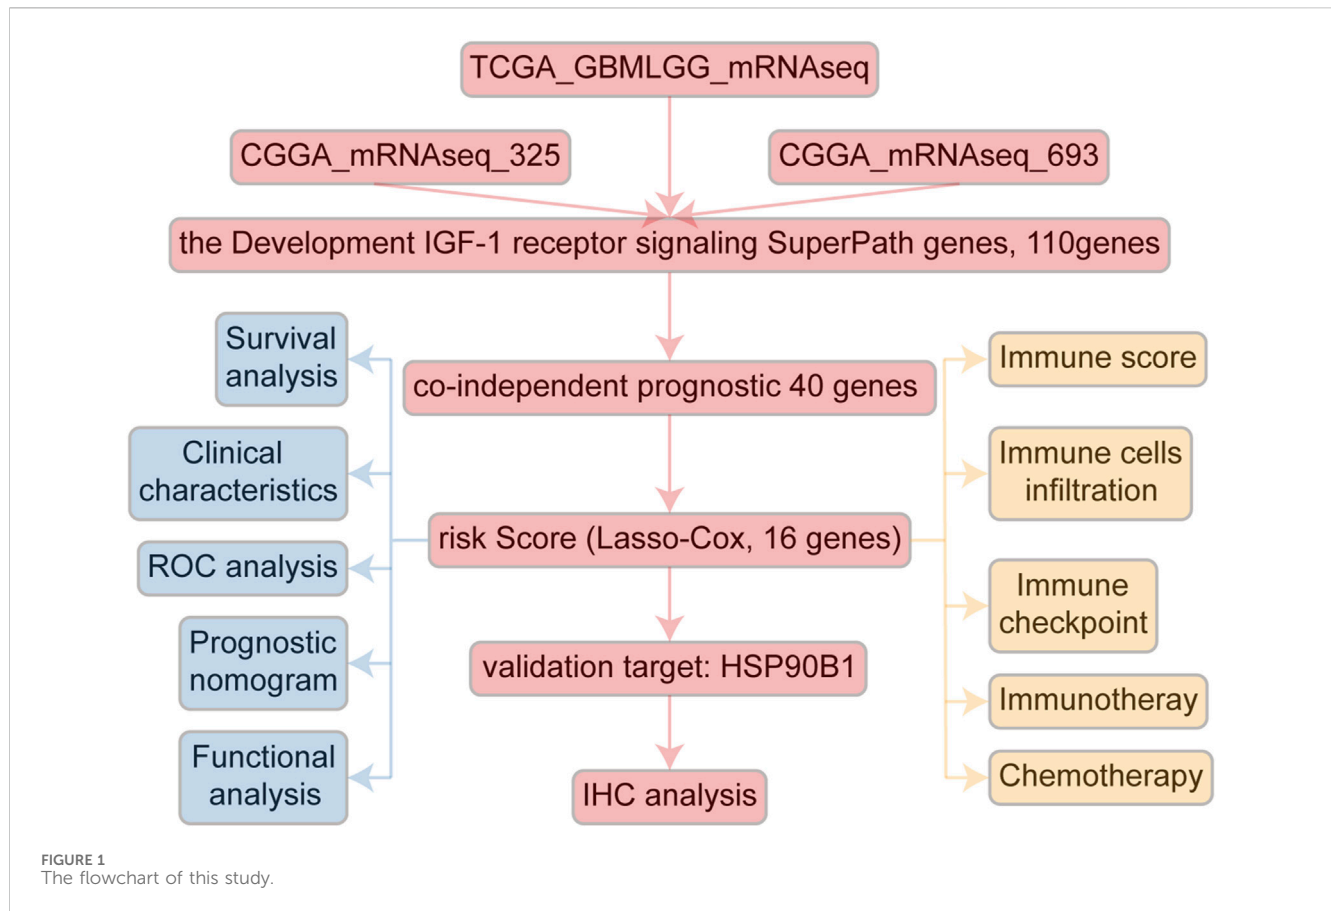 TCGA_GBMLGG_mRNAseq
CGGA_mRNAseq_325
CGGA_mRNAseq_693
the Development IGF-1 receptor signaling SuperPath genes, 110genes
co-independent prognostic 40 genes
risk Score (Lasso-Cox, 16 genes)
validation target: HSP90B1
IHC analysis
Survival
analysis
Clinical
characteristics
ROC analysis
Prognostic
nomogram
Functional
analysis
Immune score
Immune cells
infiltration
Immune
checkpoint
Immunotheray
Chemotherapy
FIGURE 1
The flowchart of this study.